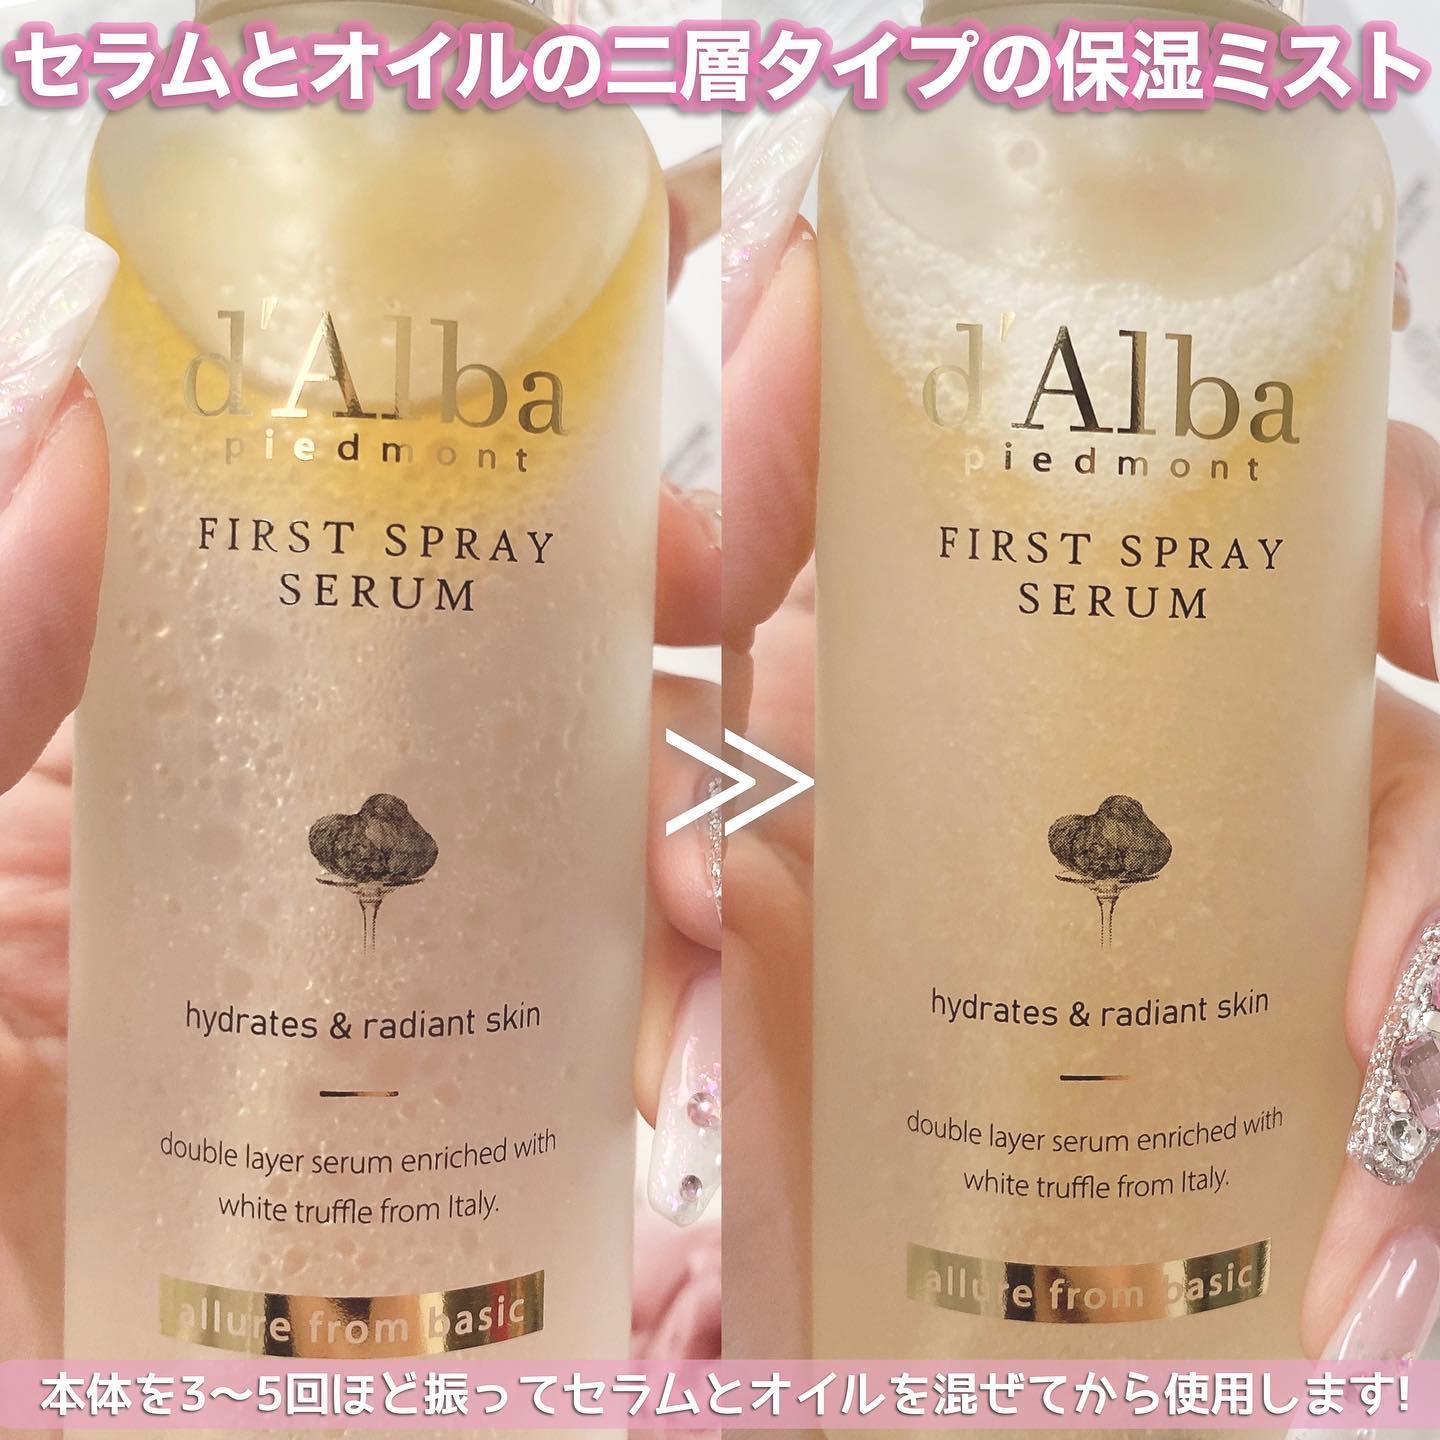 セラムとオイルの二層タイプの保湿ミスト
d'Alba
piedmont
FIRST SPRAY
SERUM
hydrates & radiant skin
double layer serum enriched with
white truffle from Italy.
allure from basic
d'Alba
piedmont
FIRST SPRAY
SERUM
hydrates & radiant skin
double layer serum enriched with
white truffle from Italy.
allure from basic
本体を3〜5回ほど振ってセラムとオイルを混ぜてから使用します!